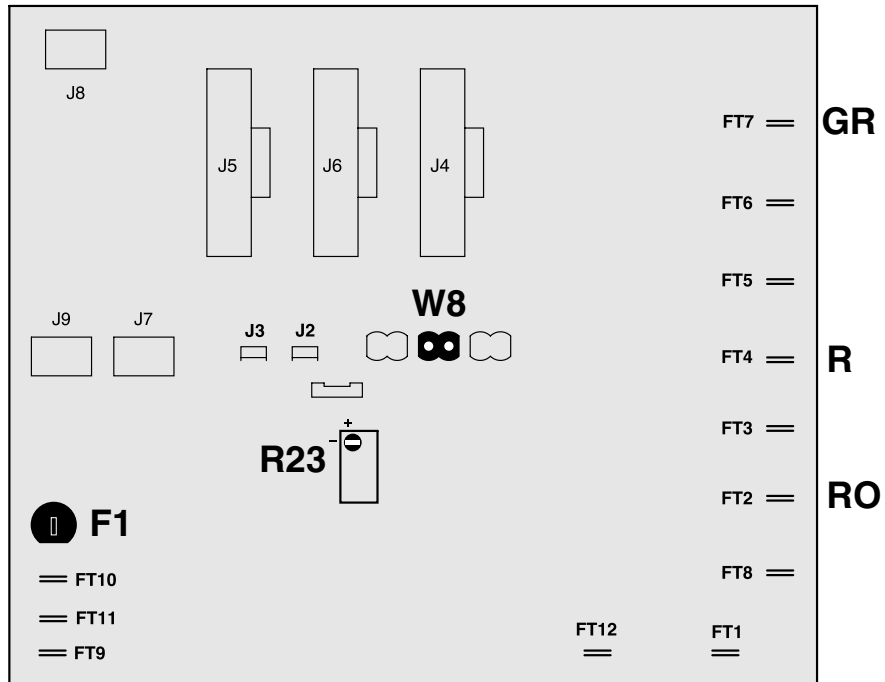 J8
FT7 GR
J5 J6 J4
FT6
FT5
W8
J9 J7 J3 J2
FT4 R
+
FT3
- R23
FT2 RO
F1
FT10 FT8
FT11
FT12 FT1
FT9